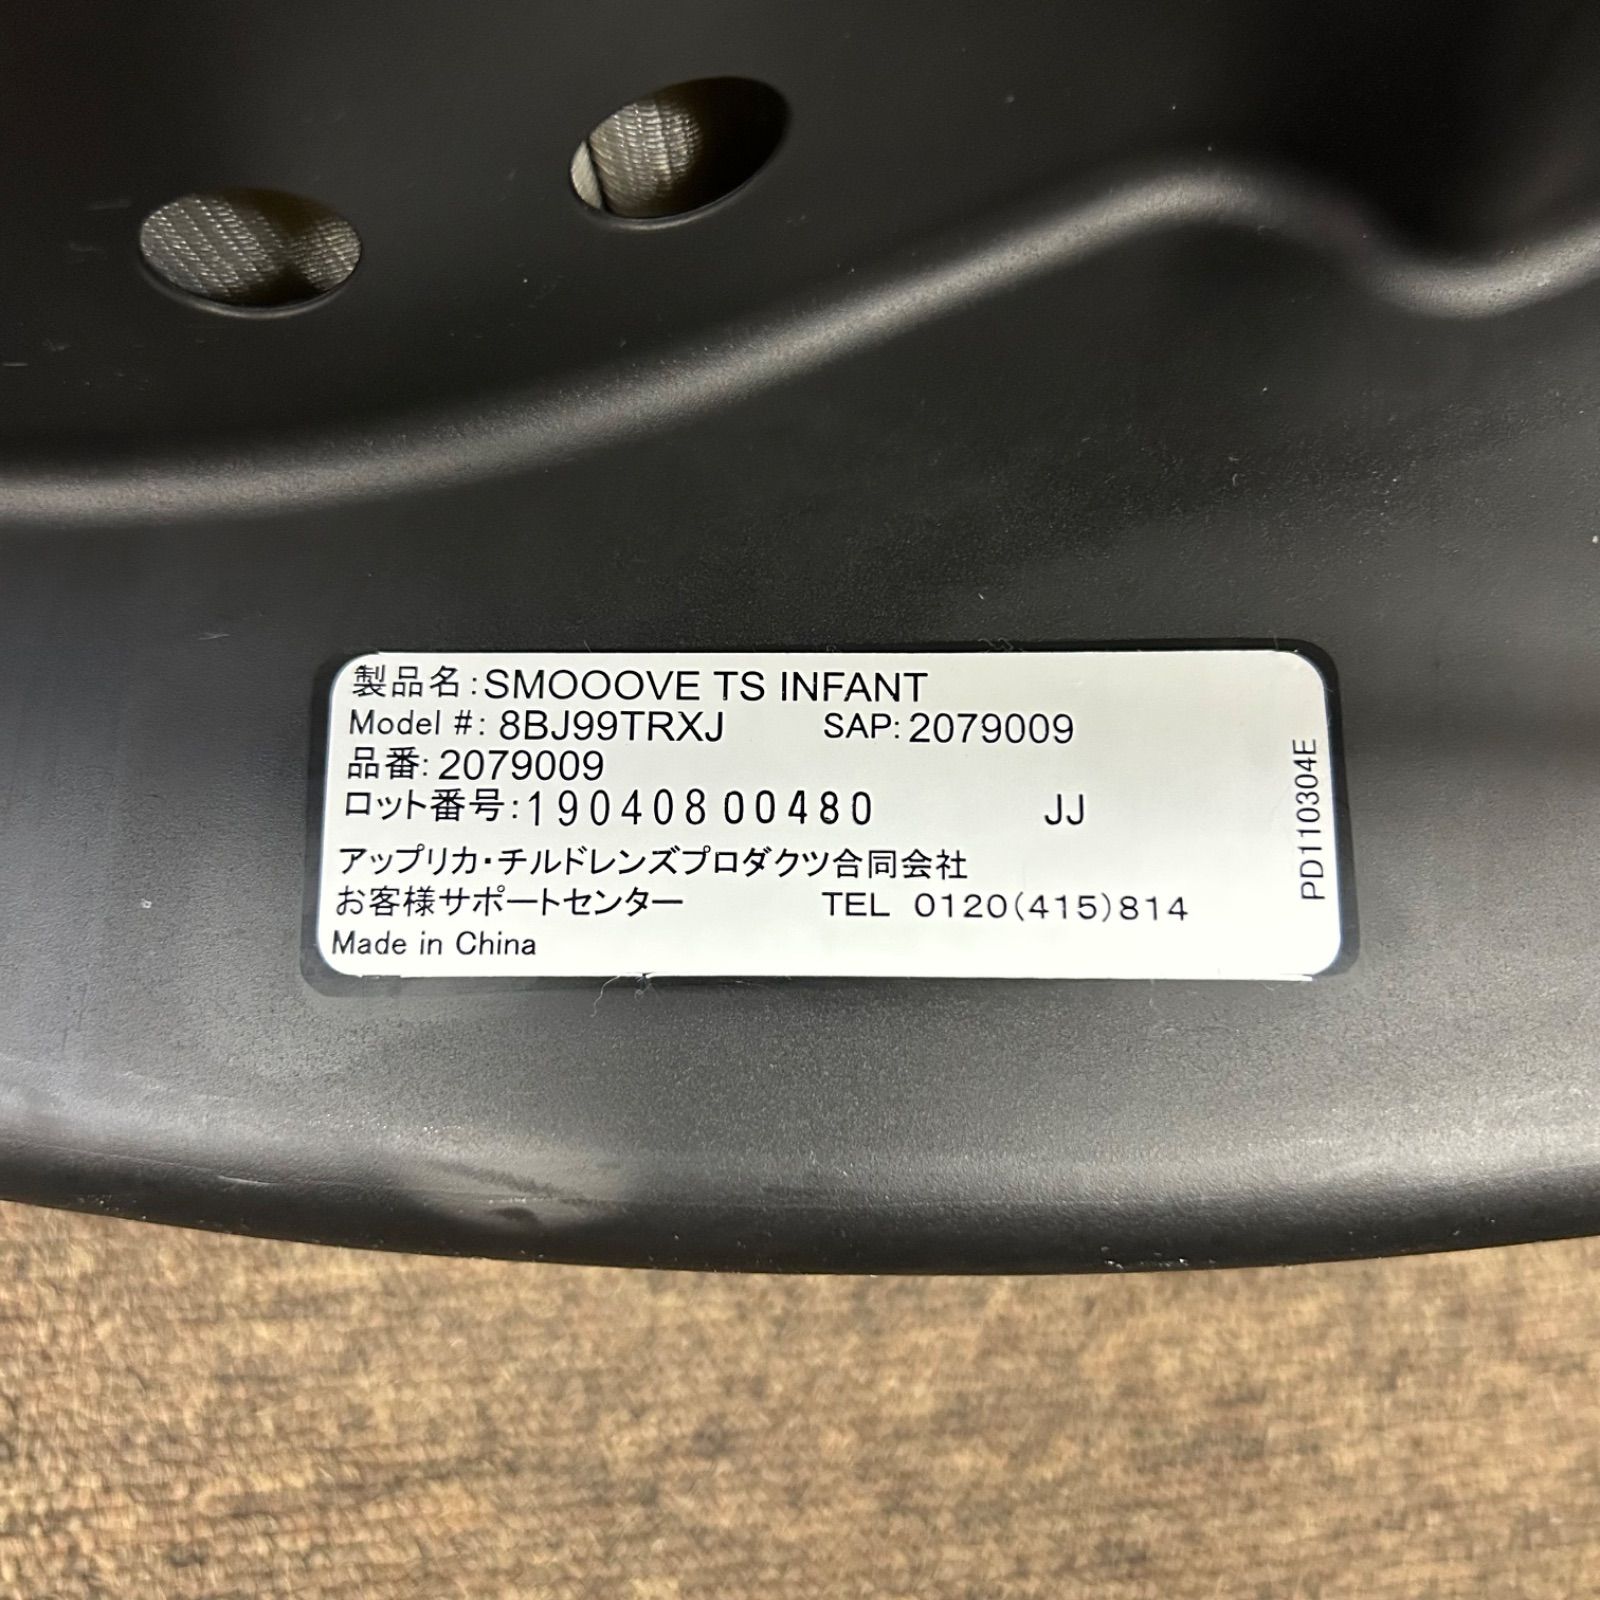 製品名:SMOOOVE TS INFANT
Model #: 8BJ99TRXJ SAP: 2079009
品番: 2079009
ロット番号:19040800480 JJ
アップリカ・チルドレンズプロダクツ合同会社
お客様サポートセンター TEL 0120(415)814
Made in China
PD110304E